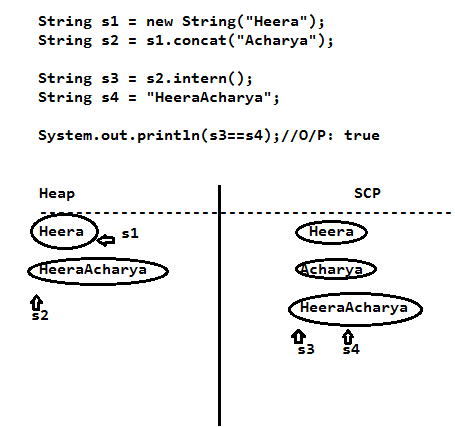 String s1 = new String("Heera");
String s2 = s1.concat("Acharya");
String s3 = s2.intern();
String s4 = "HeeraAcharya";
System.out.println(s3==s4);//O/P: true
Heap
SCP
Heera
s1
Heera
HeeraAcharya
Acharya
s2
HeeraAcharya
s3 s4